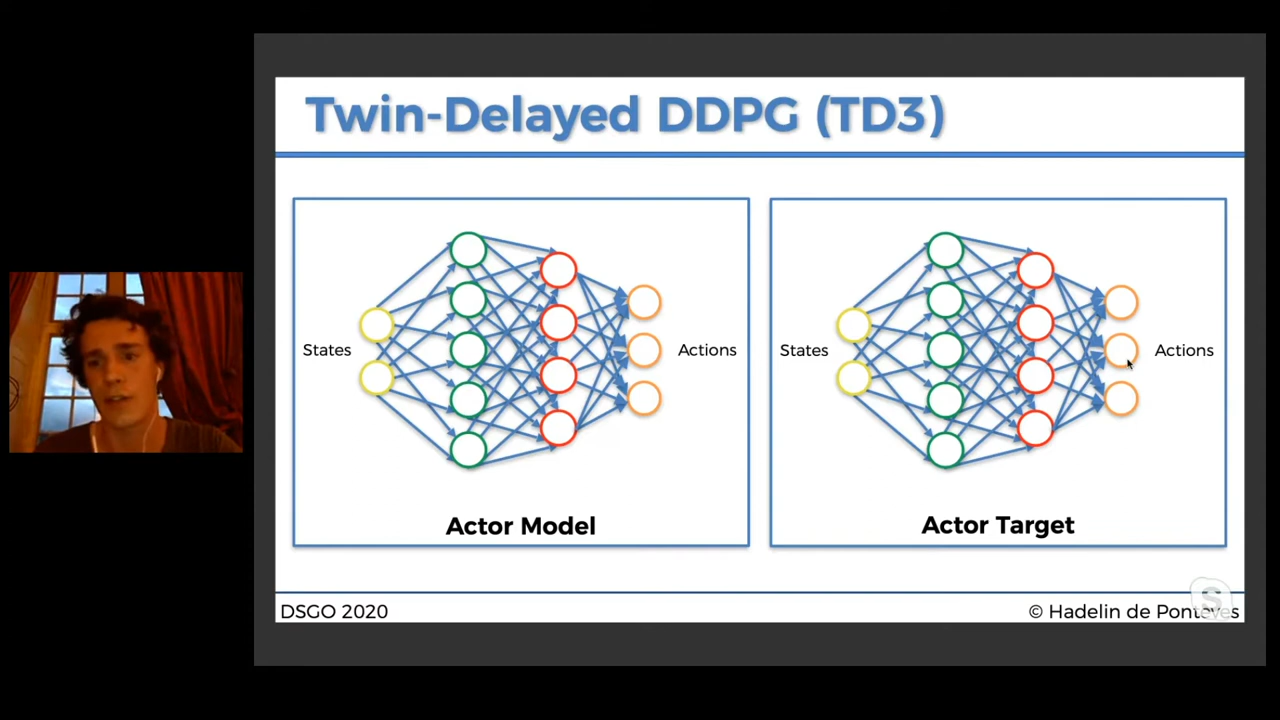 Twin-Delayed DDPG (TD3)
States
Actions
Actor Model
States
Actions
Actor Target
DSGO 2020
© Hadelin de Ponteves